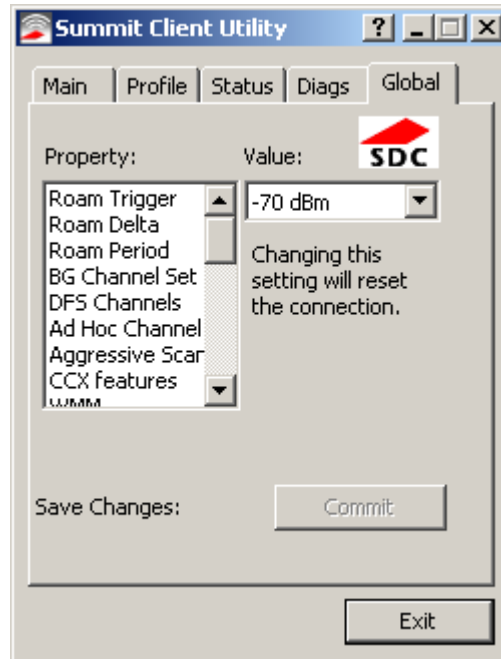 Summit Client Utility
?
Main Profile Status Diags Global
SDC
Property: Value:
Roam Trigger
-70 dBm
Roam Delta
Roam Period
BG Channel Set
DFS Channels
Ad Hoc Channel
Aggressive Scan
CCX features
WMM
Changing this
setting will reset
the connection.
Save Changes: Commit
Exit